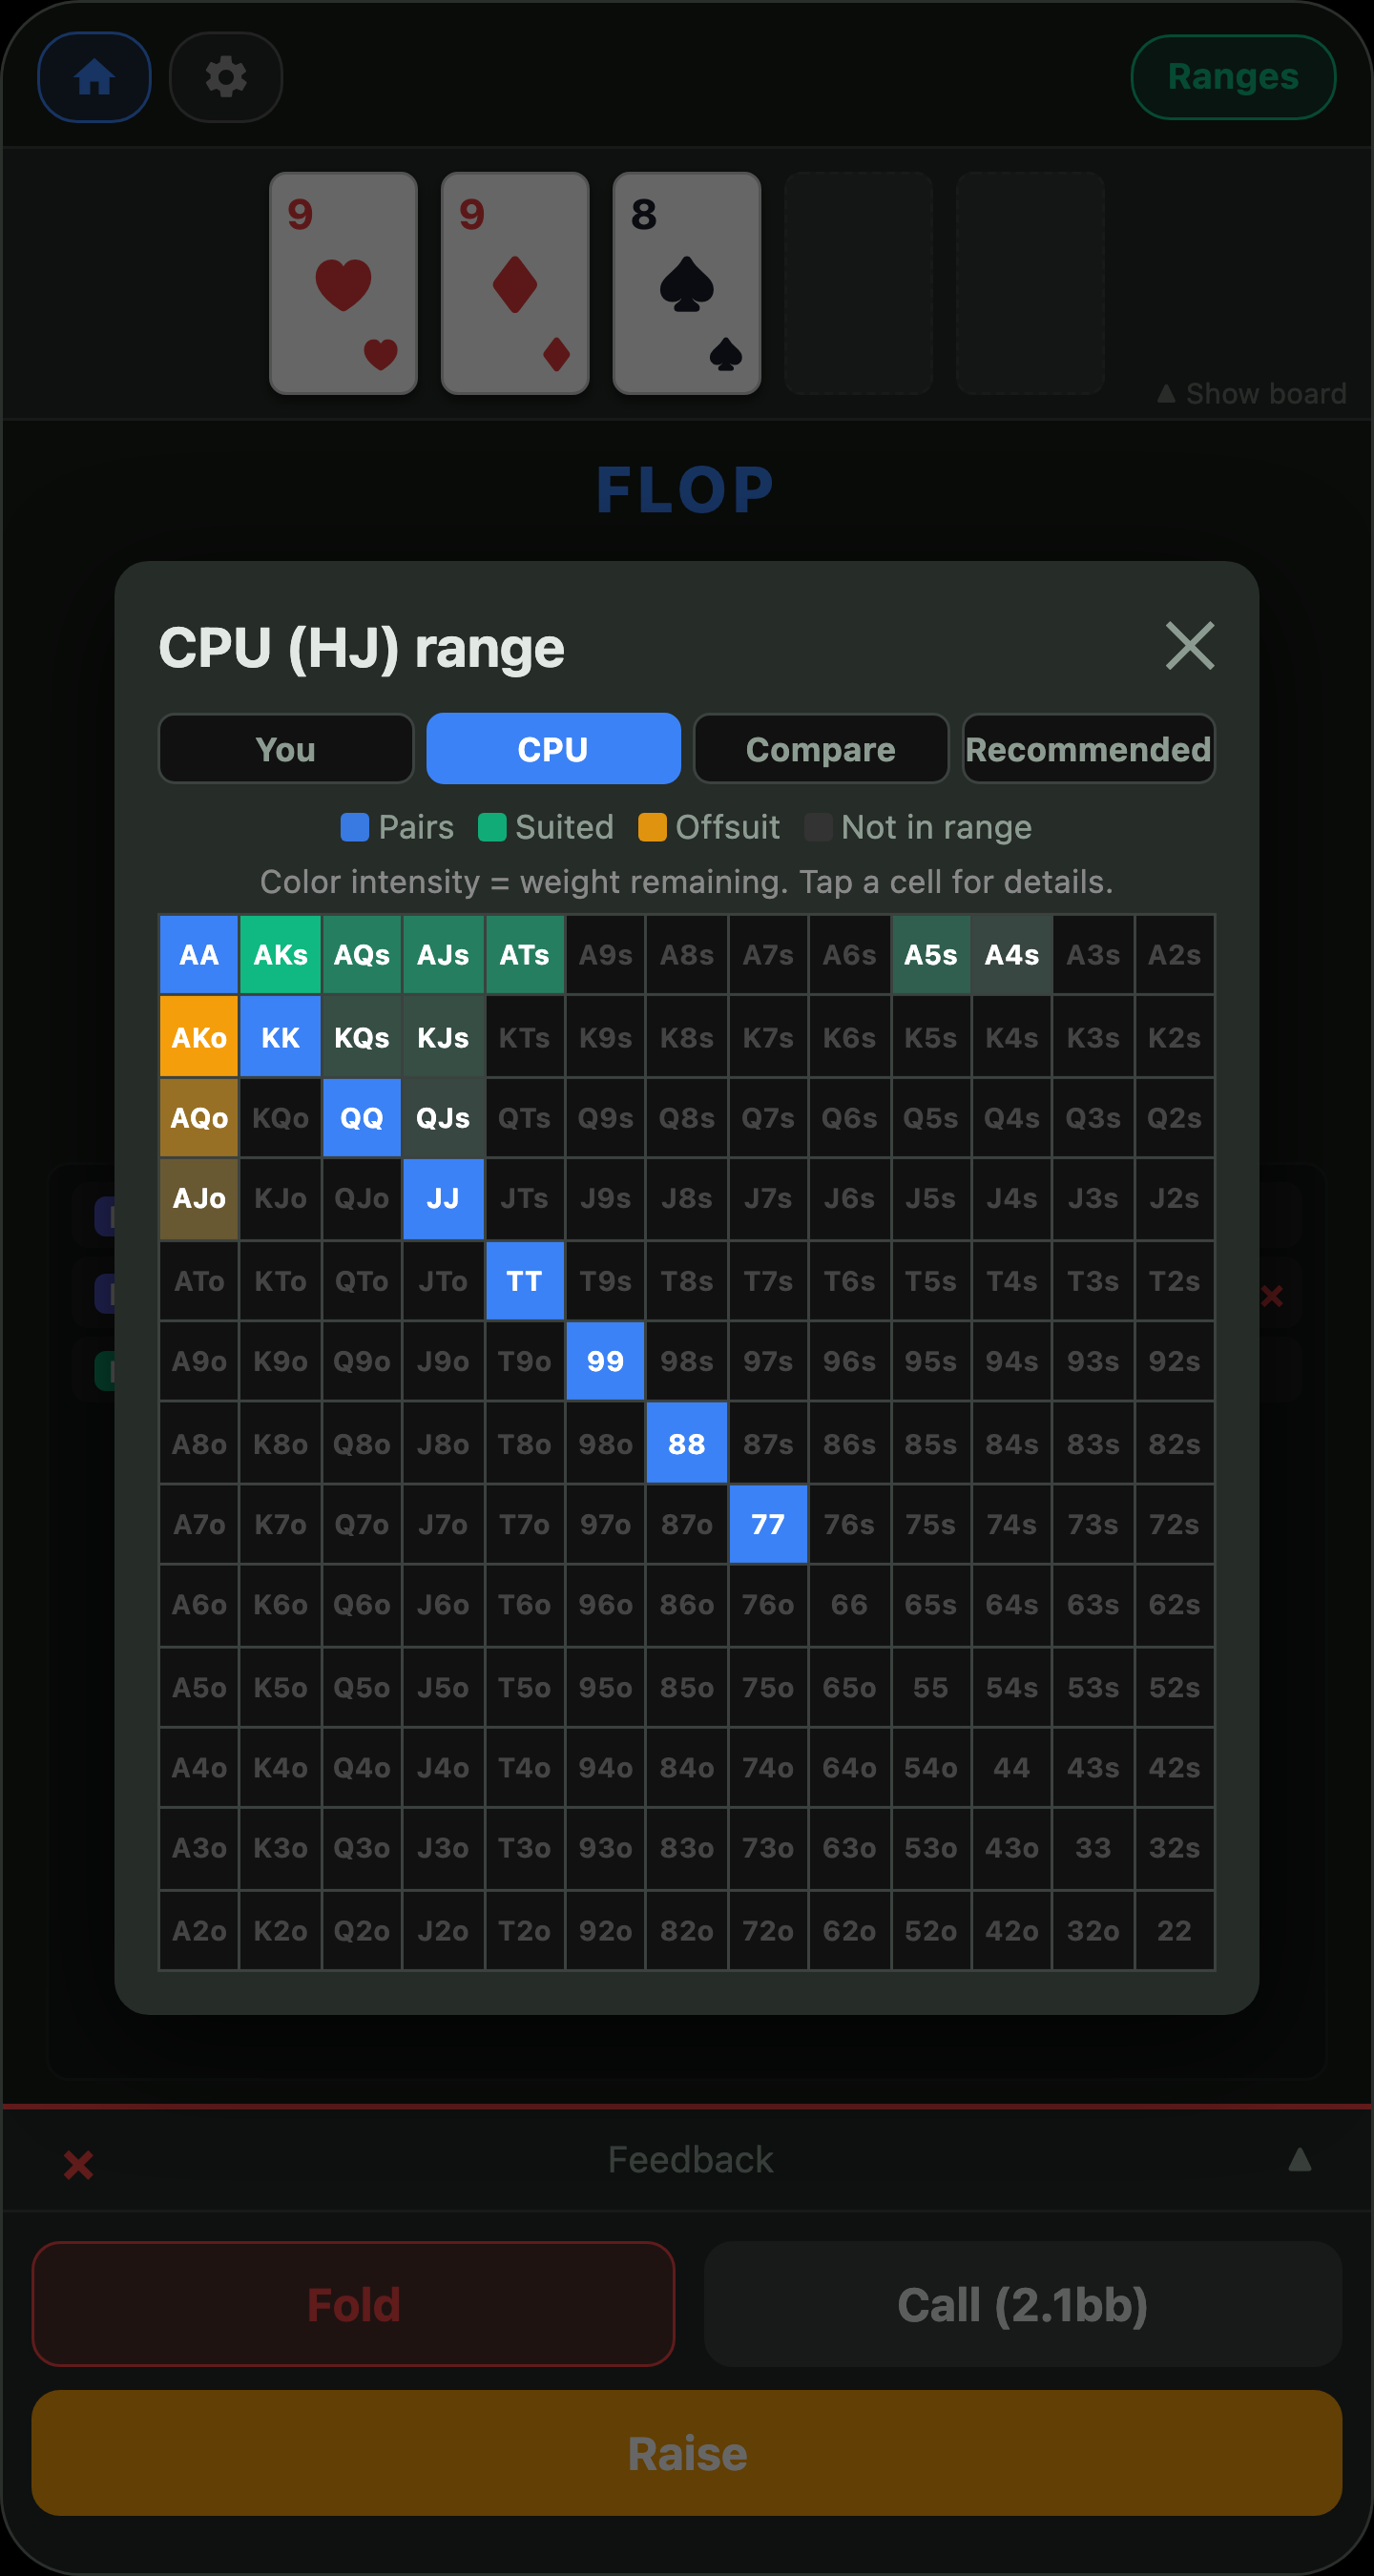 Ranges
9 9 8
▲ Show board
FLOP
CPU (HJ) range
You CPU Compare Recommended
Pairs Suited Offsuit Not in range
Color intensity = weight remaining. Tap a cell for details.
AA AKs AQs AJs ATs A9s A8s A7s A6s A5s A4s A3s A2s
AKo KK KQs KJs KTs K9s K8s K7s K6s K5s K4s K3s K2s
AQo KQo QQ QJs QTs Q9s Q8s Q7s Q6s Q5s Q4s Q3s Q2s
AJo KJo QJo JJ JTs J9s J8s J7s J6s J5s J4s J3s J2s
ATo KTo QTo JTo TT T9s T8s T7s T6s T5s T4s T3s T2s
A9o K9o Q9o J9o T9o 99 98s 97s 96s 95s 94s 93s 92s
A8o K8o Q8o J8o T8o 98o 88 87s 86s 85s 84s 83s 82s
A7o K7o Q7o J7o T7o 97o 87o 77 76s 75s 74s 73s 72s
A6o K6o Q6o J6o T6o 96o 86o 76o 66 65s 64s 63s 62s
A5o K5o Q5o J5o T5o 95o 85o 75o 65o 55 54s 53s 52s
A4o K4o Q4o J4o T4o 94o 84o 74o 64o 54o 44 43s 42s
A3o K3o Q3o J3o T3o 93o 83o 73o 63o 53o 43o 33 32s
A2o K2o Q2o J2o T2o 92o 82o 72o 62o 52o 42o 32o 22
Feedback
Fold Call (2.1bb)
Raise